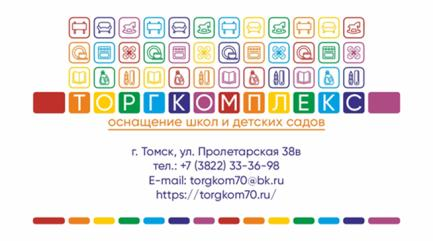 ТОРГКОМПЛЕКС
оснащение школ и детских садов
г. Томск, ул. Пролетарская 38в
тел.: +7 (3822) 33-36-98
E-mail: torgkom70@bk.ru
https://torgkom70.ru/